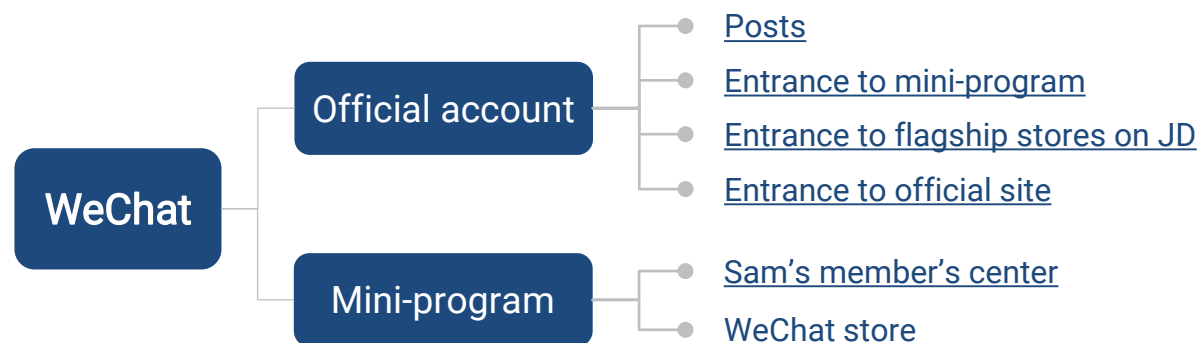 WeChat
Official account
Posts
Entrance to mini-program
Entrance to flagship stores on JD
Entrance to official site
Mini-program
Sam’s member’s center
WeChat store